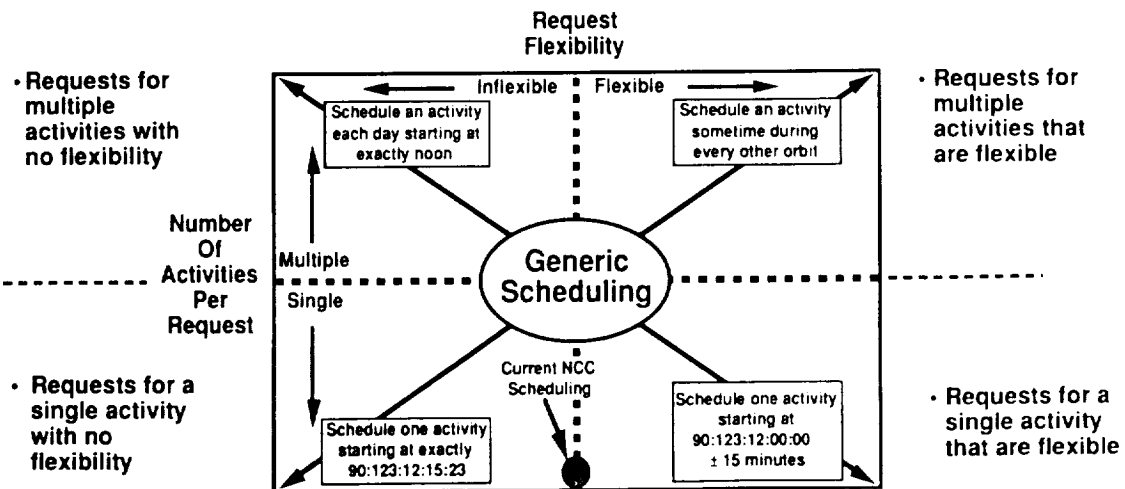 Request
Flexibility
• Requests for
multiple
activities with
no flexibility
Inflexible
Flexible
Schedule an activity
each day starting at
exactly noon
Schedule an activity
sometime during
every other orbit
• Requests for
multiple
activities that
are flexible
Number
Of
Activities
Per
Request
Multiple
Single
Generic
Scheduling
Current NCC
Scheduling
• Requests for a
single activity
with no
flexibility
Schedule one activity
starting at exactly
90:123:12:15:23
Schedule one activity
starting at
90:123:12:00:00
± 15 minutes
• Requests for a
single activity
that are flexible